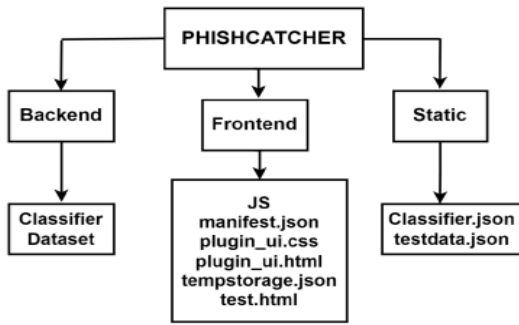 PHISHCATCHER
Backend
Frontend
Static
Classifier
Dataset
JS
manifest.json
plugin_ui.css
plugin_ui.html
tempstorage.json
test.html
Classifier.json
testdata.json